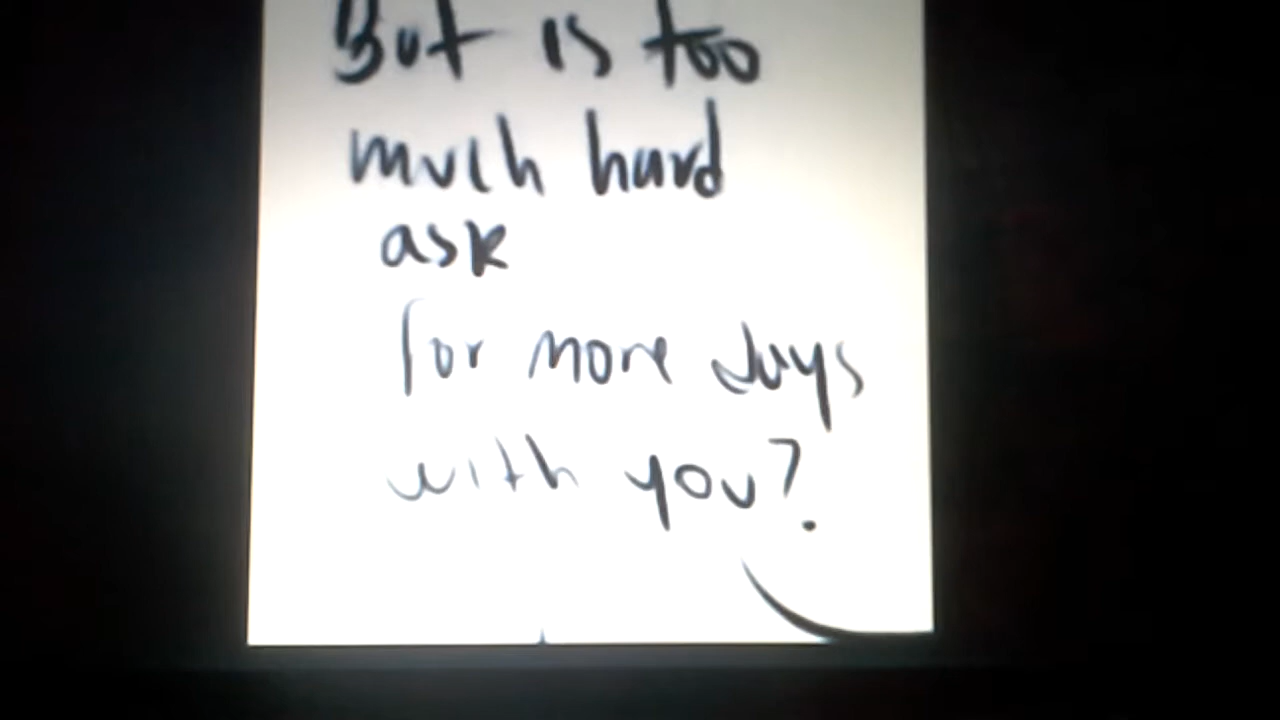 But is too
much hard
ask
for more days
with you?